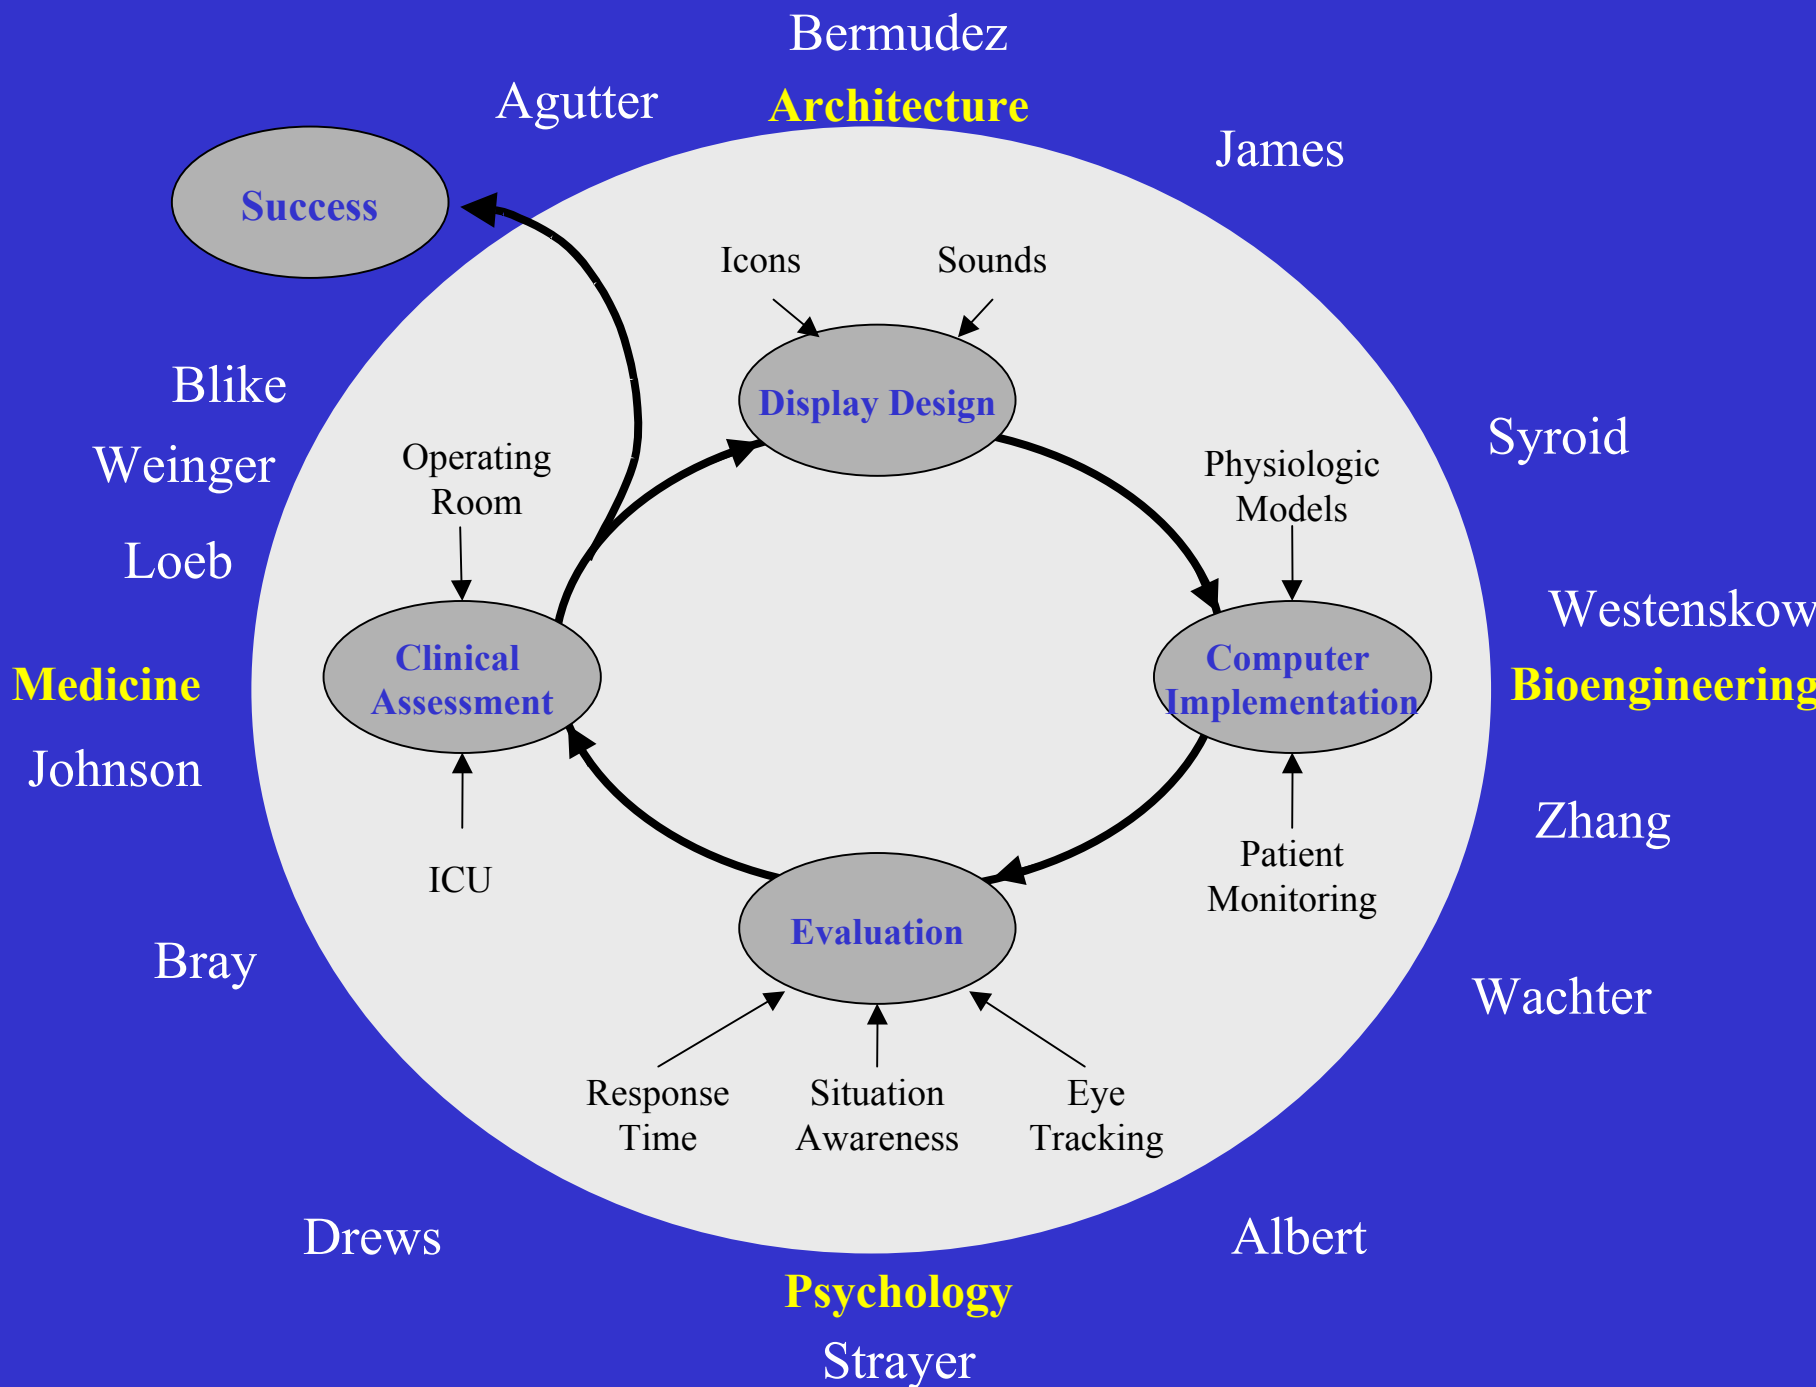 Bermudez
Agutter
Architecture
James
Success
Icons
Sounds
Blike
Display Design
Syroid
Weinger
Operating
Room
Physiologic
Models
Loeb
Westenskow
Clinical
Assessment
Computer
Implementation
Medicine
Bioengineering
Johnson
Zhang
ICU
Patient
Monitoring
Evaluation
Bray
Wachter
Response
Time
Situation
Awareness
Eye
Tracking
Drews
Albert
Psychology
Strayer